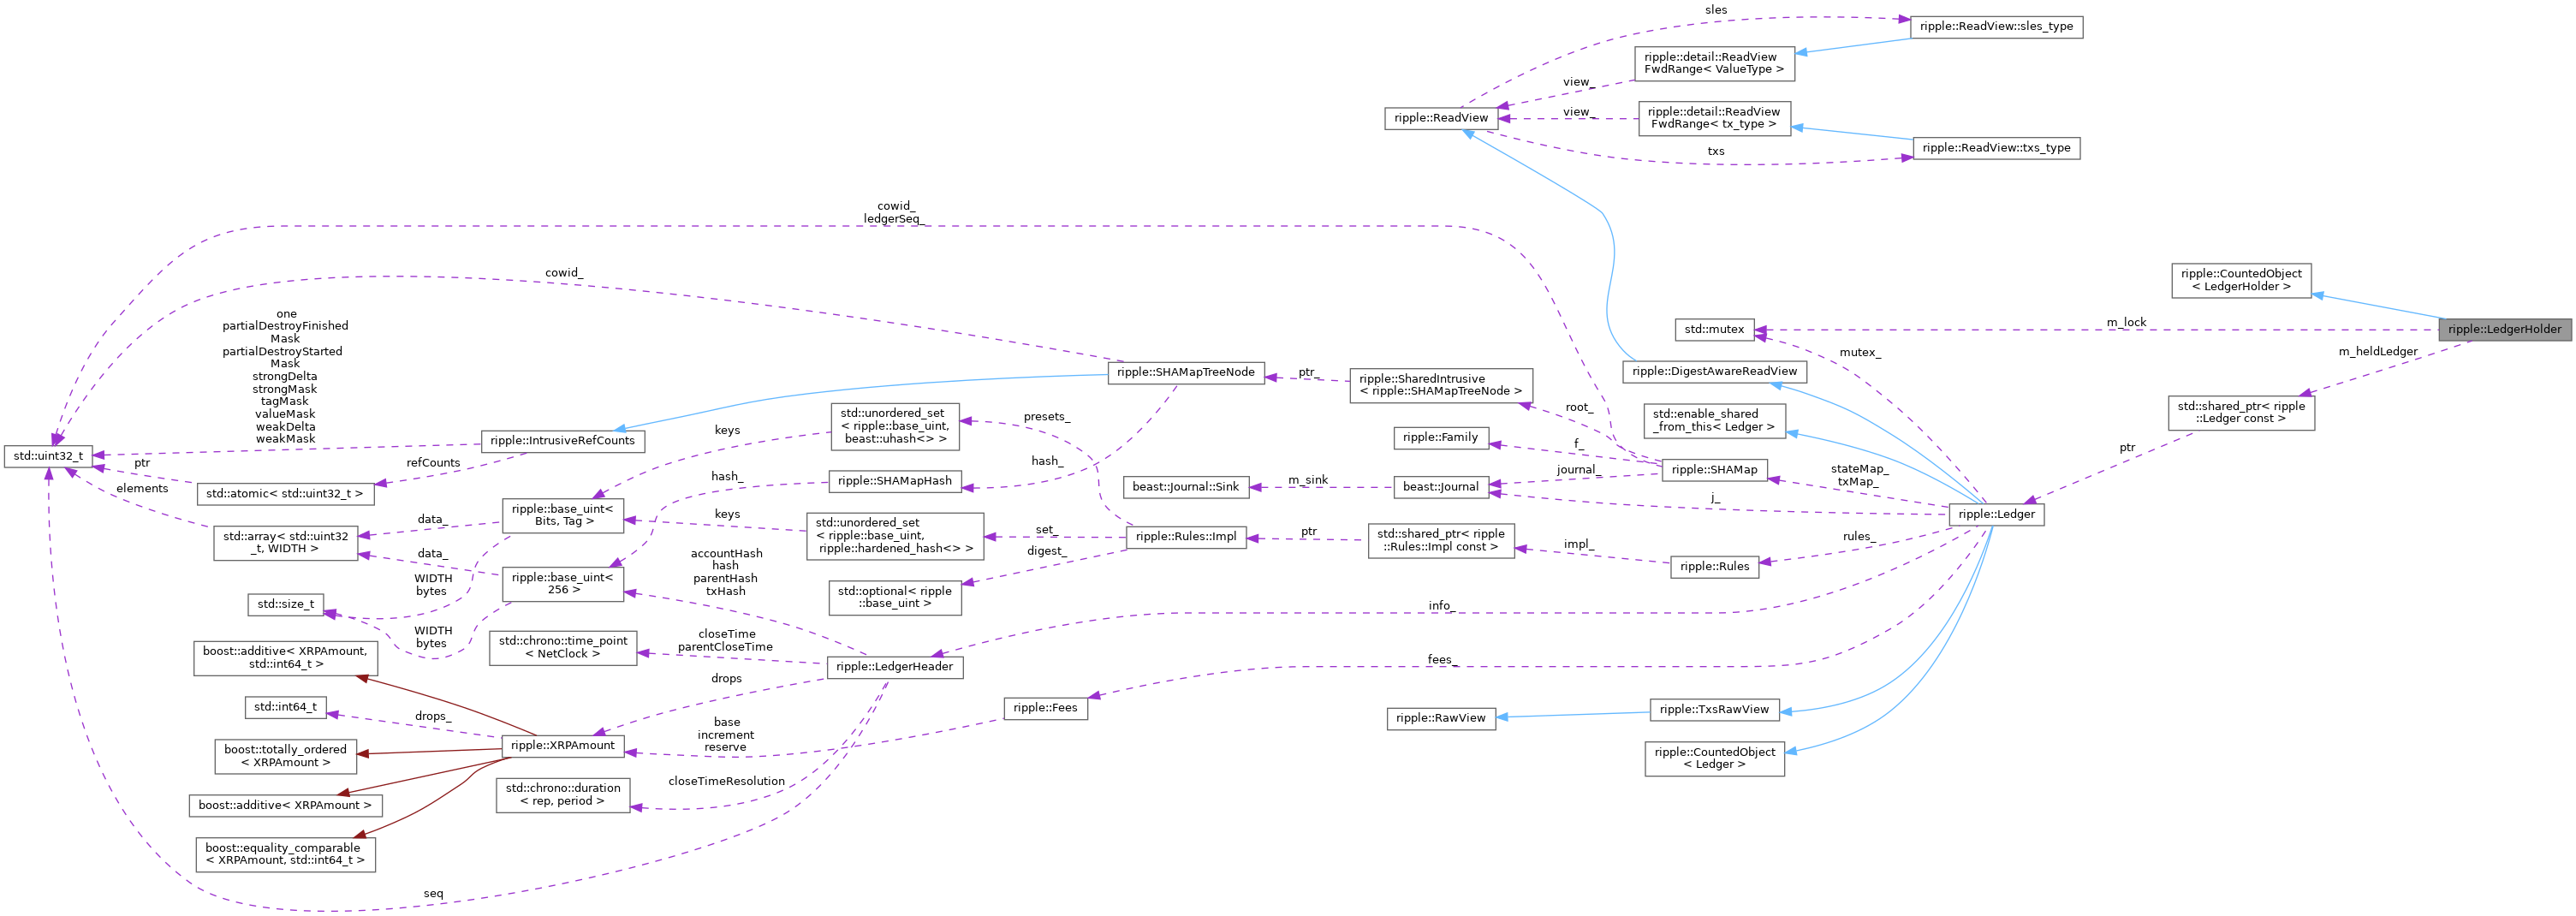 sles
ripple::ReadView::sles_type
ripple::detail::ReadView
FwdRange< ValueType >
view_
ripple::ReadView
view_
ripple::detail::ReadView
FwdRange< tx_type >
txs
ripple::ReadView::txs_type
cowid_
ledgerSeq_
cowid_
ripple::CountedObject
< LedgerHolder >
one
partialDestroyFinished
Mask
partialDestroyStarted
Mask
strongDelta
strongMask
tagMask
valueMask
weakDelta
weakMask
std::mutex
m_lock
ripple::LedgerHolder
mutex_
m_heldLedger
ripple::SHAMapTreeNode
ptr_
ripple::SharedIntrusive
< ripple::SHAMapTreeNode >
ripple::DigestAwareReadView
root_
std::enable_shared
_from_this< Ledger >
std::shared_ptr< ripple
::Ledger const >
keys
std::unordered_set
< ripple::base_uint,
beast::uhash<> >
presets_
ripple::IntrusiveRefCounts
ripple::Family
f_
ptr
std::uint32_t
ptr
refCounts
hash_
journal_
ripple::SHAMap
stateMap_
txMap_
elements
std::atomic< std::uint32_t >
hash_
ripple::SHAMapHash
beast::Journal::Sink
m_sink
beast::Journal
j_
ripple::Ledger
ripple::base_uint<
Bits, Tag >
data_
keys
std::unordered_set
< ripple::base_uint,
ripple::hardened_hash<> >
set_
ripple::Rules::Impl
ptr
std::shared_ptr< ripple
::Rules::Impl const >
impl_
rules_
std::array< std::uint32
_t, WIDTH >
data_
digest_
ripple::Rules
accountHash
hash
parentHash
txHash
WIDTH
bytes
ripple::base_uint<
256 >
std::optional< ripple
::base_uint >
std::size_t
info_
WIDTH
bytes
std::chrono::time_point
< NetClock >
closeTime
parentCloseTime
boost::additive< XRPAmount,
std::int64_t >
ripple::LedgerHeader
fees_
drops
std::int64_t
drops_
base
increment
reserve
ripple::Fees
ripple::RawView
ripple::TxsRawView
boost::totally_ordered
< XRPAmount >
ripple::XRPAmount
ripple::CountedObject
< Ledger >
closeTimeResolution
std::chrono::duration
< rep, period >
boost::additive< XRPAmount >
boost::equality_comparable
< XRPAmount, std::int64_t >
seq